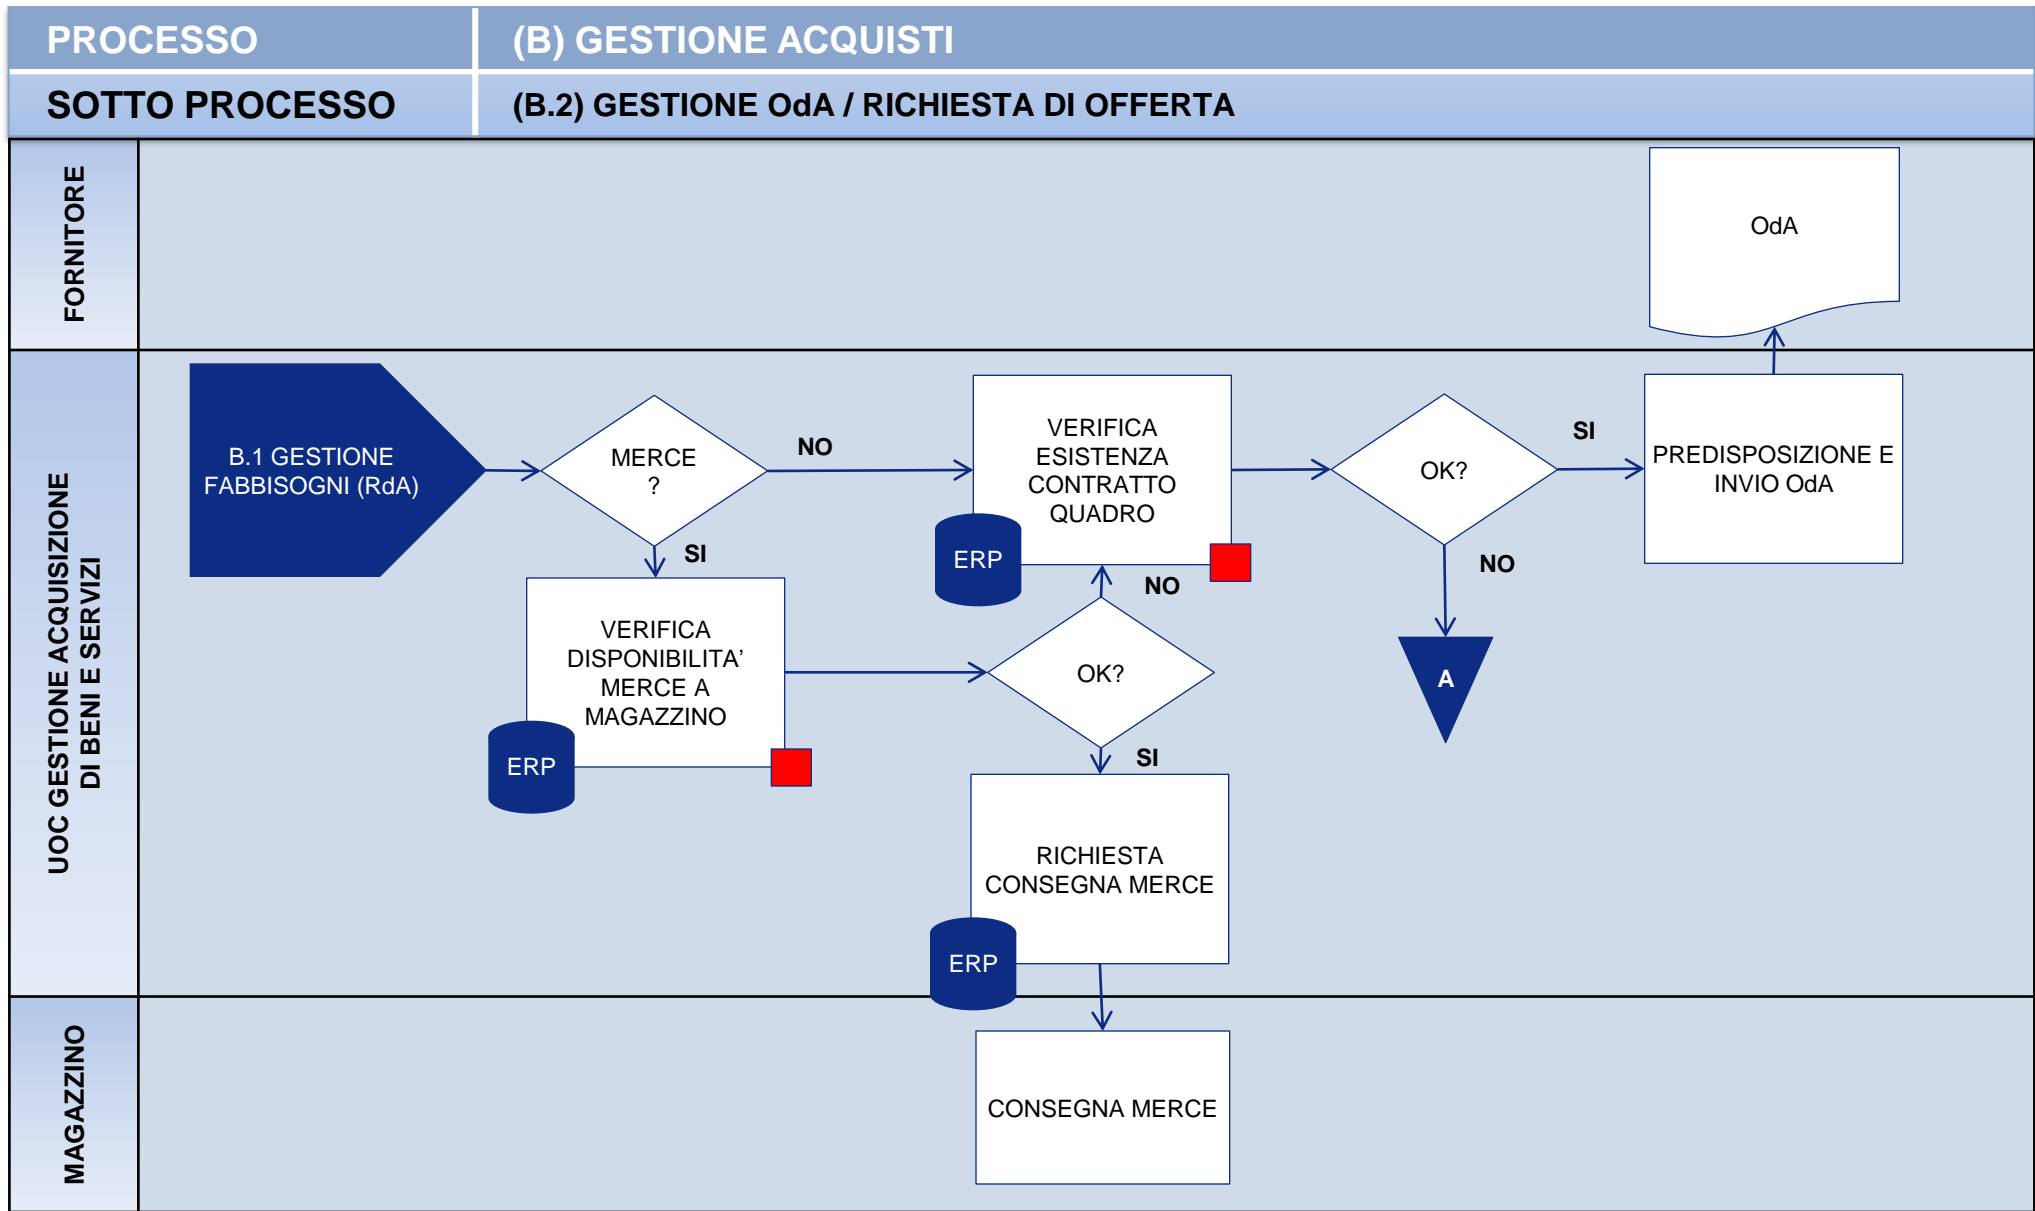 PROCESSO
(B) GESTIONE ACQUISTI
SOTTO PROCESSO
(B.2) GESTIONE OdA / RICHIESTA DI OFFERTA
FORNITORE
OdA
UOC GESTIONE ACQUISIZIONE
DI BENI E SERVIZI
B.1 GESTIONE
FABBISOGNI (RdA)
MERCE
?
NO
SI
VERIFICA
ESISTENZA
CONTRATTO
QUADRO
ERP
OK?
SI
NO
PREDISPOSIZIONE E
INVIO OdA
A
VERIFICA
DISPONIBILITA’
MERCE A
MAGAZZINO
ERP
OK?
NO
SI
RICHIESTA
CONSEGNA MERCE
ERP
MAGAZZINO
CONSEGNA MERCE